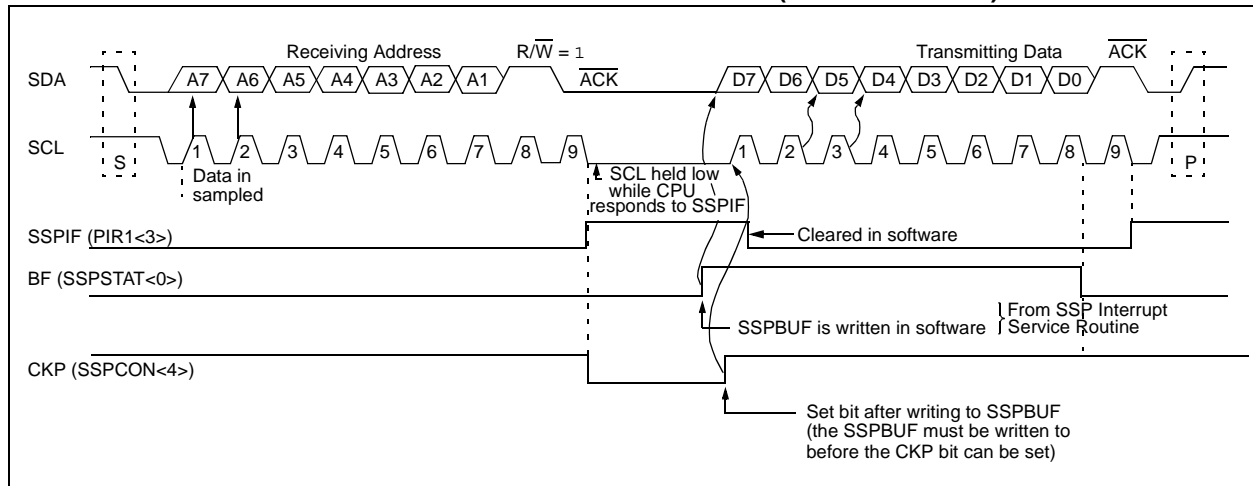 Receiving Address R/W = 1 Transmitting Data ACK
SDA A7 A6 A5 A4 A3 A2 A1 ACK D7 D6 D5 D4 D3 D2 D1 D0
SCL S 1 2 3 4 5 6 7 8 9 1 2 3 4 5 6 7 8 9 P
Data in
sampled
SCL held low
while CPU
responds to SSPIF
SSPIF (PIR1<3>)
Cleared in software
BF (SSPSTAT<0>)
SSPBUF is written in software
From SSP Interrupt
Service Routine
CKP (SSPCON<4>)
Set bit after writing to SSPBUF
(the SSPBUF must be written to
before the CKP bit can be set)